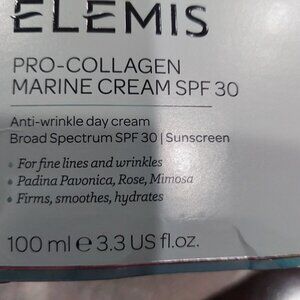 ELEMIS
PRO-COLLAGEN
MARINE CREAM SPF 30
Anti-wrinkle day cream
Broad Spectrum SPF 30 | Sunscreen
• For fine lines and wrinkles
• Padina Pavonica, Rose, Mimosa
• Firms, smoothes, hydrates
100 ml ℮ 3.3 US fl.oz.